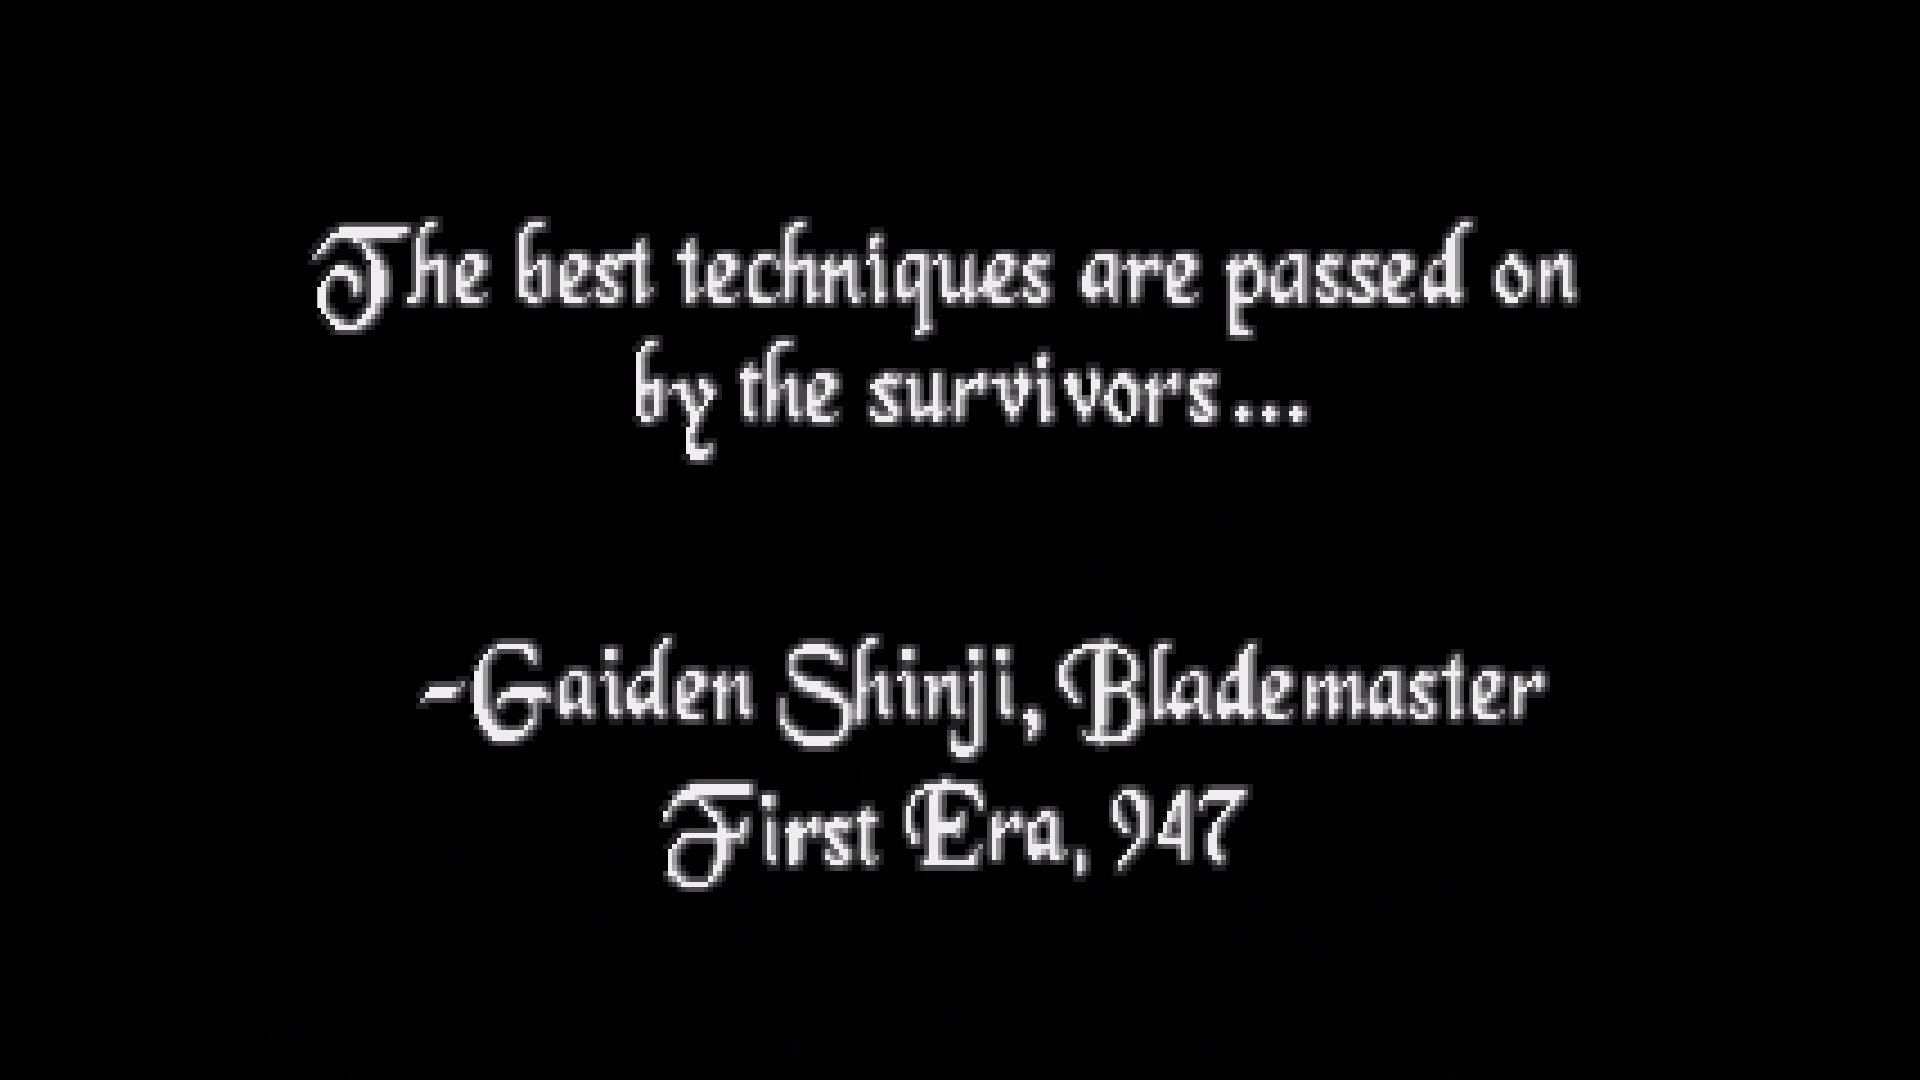 The best techniques are passed on
by the survivors...
-Gaiden Shinji, Blademaster
First Era, 947